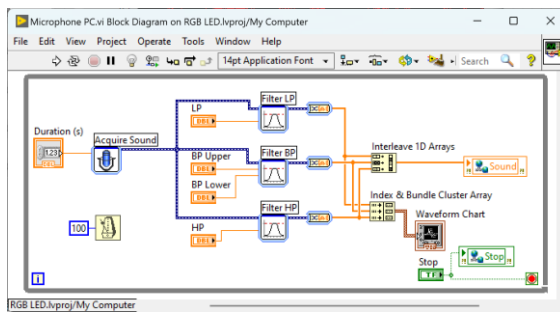 Microphone PC.vi Block Diagram on RGB LED.lvproj/My Computer
File Edit View Project Operate Tools Window Help
14pt Application Font Search
Duration (s)
123
Acquire Sound
LP
DBL
Filter LP
BP Upper
DBL
BP Lower
DBL
Filter BP
HP
DBL
Filter HP
Interleave 1D Arrays
Sound
Index & Bundle Cluster Array
Waveform Chart
100
Stop
TF
Stop
i
RGB LED.lvproj/My Computer